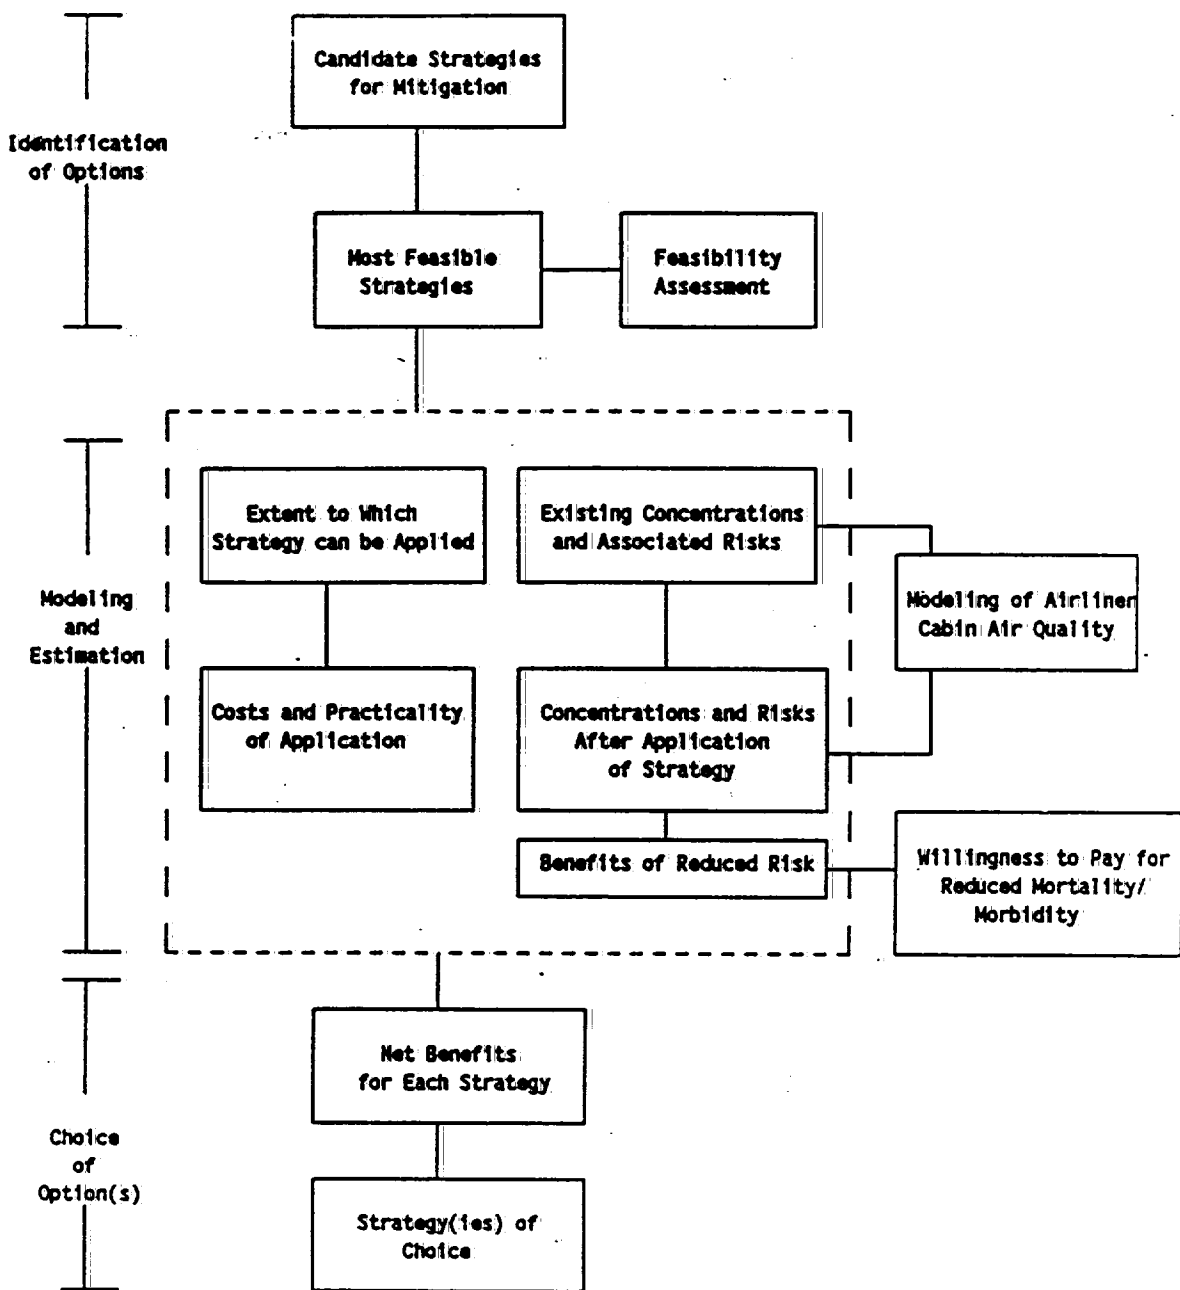 Candidate Strategies
for Mitigation
Identification
of Options
Most Feasible
Strategies
Feasibility
Assessment
Extent to Which
Strategy can be Applied
Existing Concentrations
and Associated Risks
Modeling
and
Estimation
Modeling of Airliner
Cabin Air Quality
Costs and Practicality
of Application
Concentrations and Risks
After Application
of Strategy
Benefits of Reduced Risk
Willingness to Pay for
Reduced Mortality/
Morbidity
Net Benefits
for Each Strategy
Choice
of
Option(s)
Strategy(ies) of
Choice